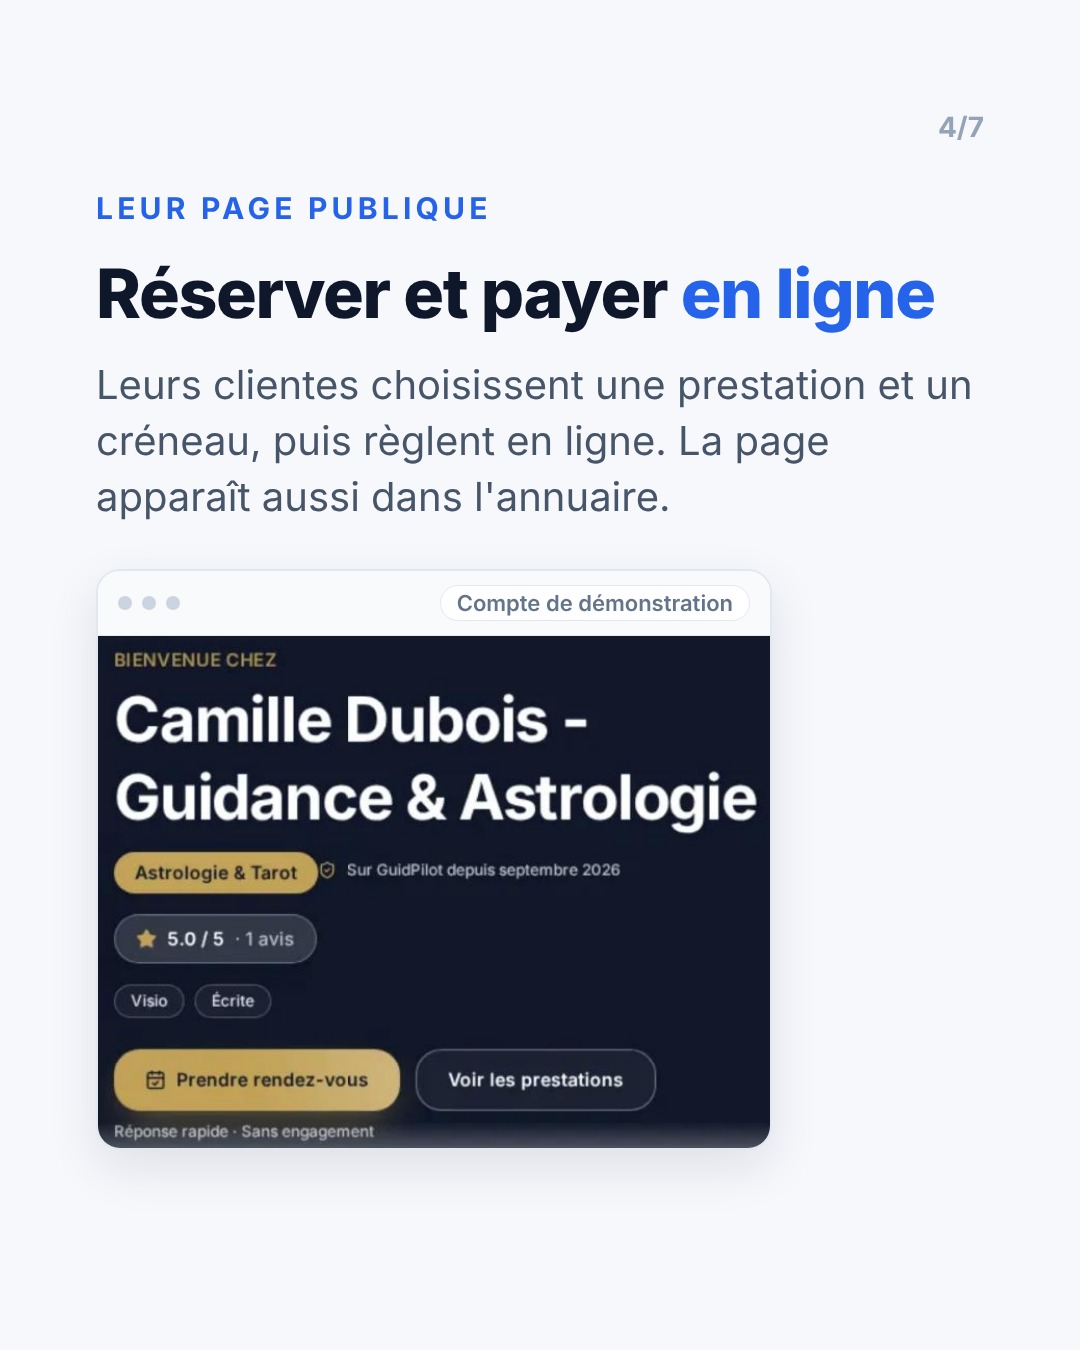 4/7
LEUR PAGE PUBLIQUE
Réserver et payer en ligne
Leurs clientes choisissent une prestation et un
créneau, puis règlent en ligne. La page
apparaît aussi dans l'annuaire.
Compte de démonstration
BIENVENUE CHEZ
Camille Dubois -
Guidance & Astrologie
Astrologie & Tarot Sur GuidPilot depuis septembre 2026
5.0 / 5 · 1 avis
Visio Écrite
Prendre rendez-vous Voir les prestations
Réponse rapide · Sans engagement